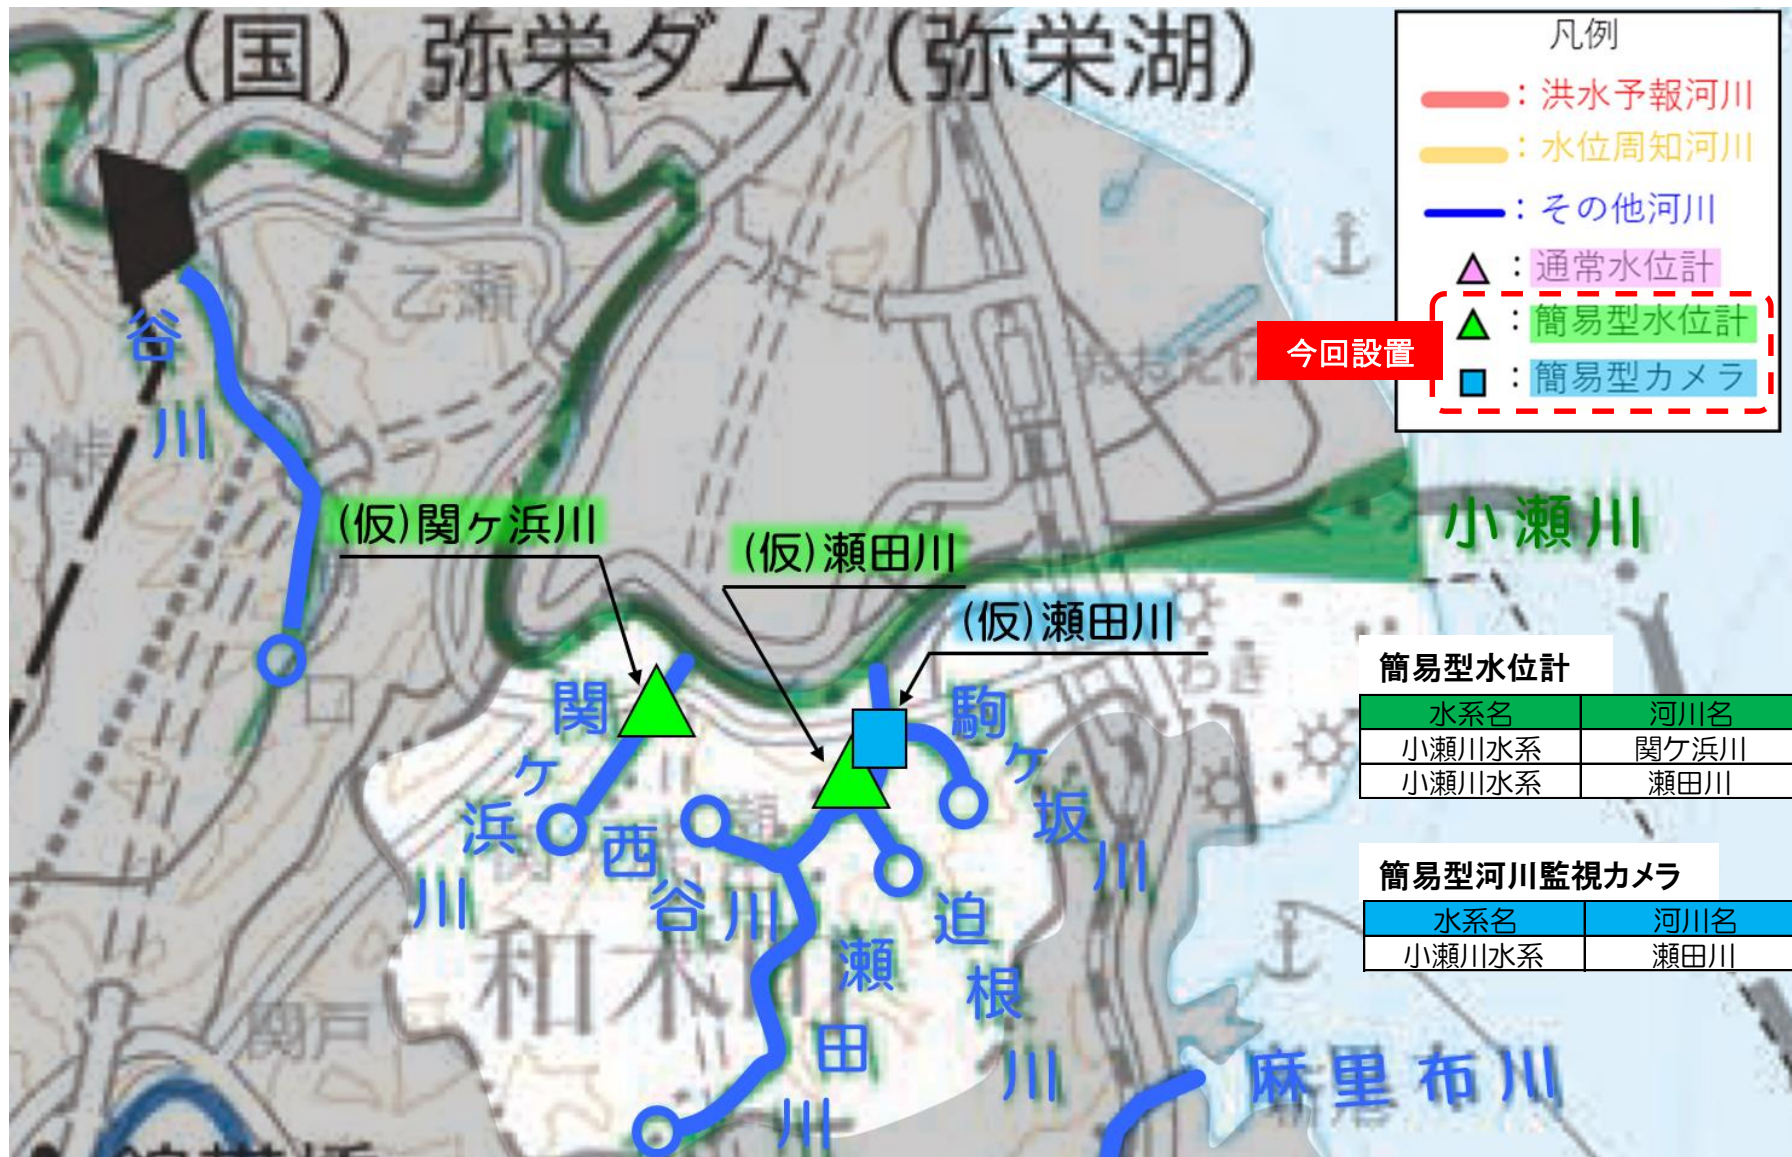 (国) 弥栄ダム (弥栄湖)
凡例
：洪水予報河川
：水位周知河川
：その他河川
：通常水位計
：簡易型水位計
：簡易型カメラ
今回設置
乙瀬
谷川
小瀬川
(仮)関ヶ浜川
(仮)瀬田川
(仮)瀬田川
わき
関ヶ浜川
西谷川
瀬田川
迫根川
駒ヶ坂川
和木
関戸
麻里布川
簡易型水位計
水系名 河川名
小瀬川水系 関ケ浜川
小瀬川水系 瀬田川
簡易型河川監視カメラ
水系名 河川名
小瀬川水系 瀬田川